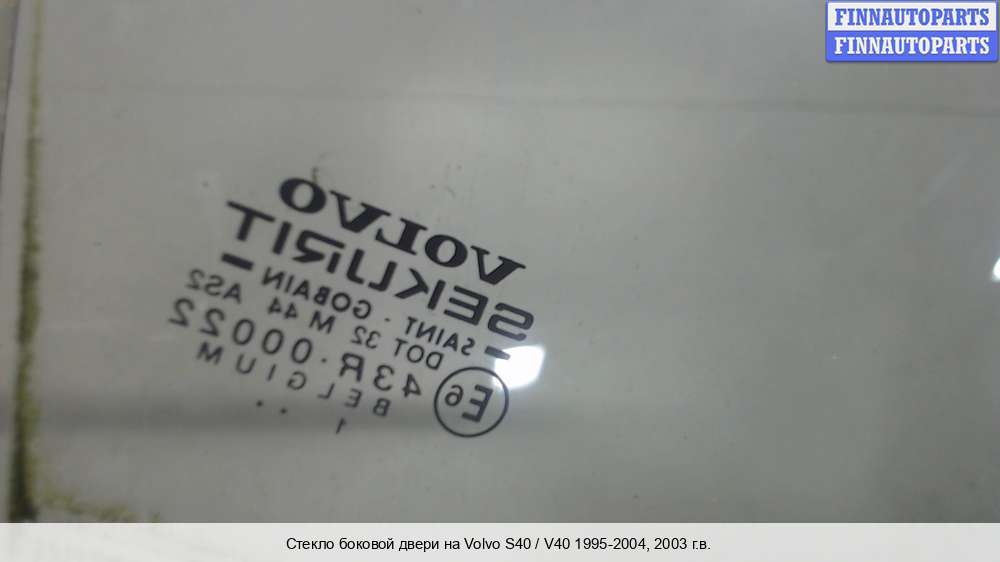 FINNAUTOPARTS
FINNAUTOPARTS
VOLVO
SEKURIT
SAINT · GOBAIN
DOT 32 M 44 AS2
E6 43R·00022
BELGIUM
1 . .
Стекло боковой двери на Volvo S40 / V40 1995-2004, 2003 г.в.